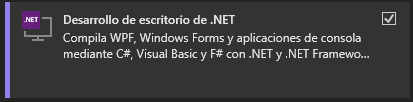 .NET
Desarrollo de escritorio de .NET
Compila WPF, Windows Forms y aplicaciones de consola
mediante C#, Visual Basic y F# con .NET y .NET Framewo...